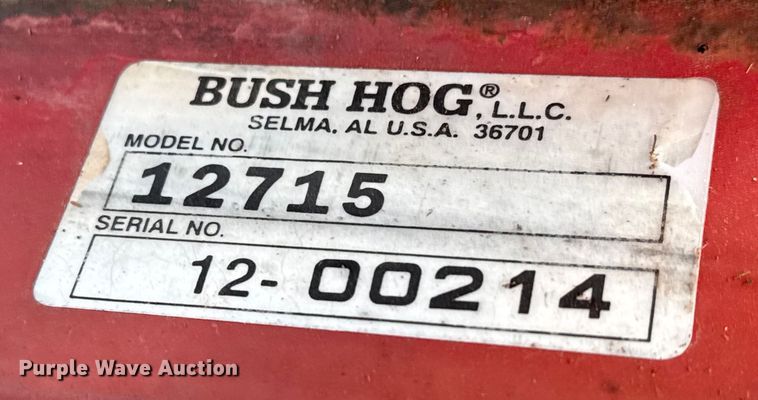 BUSH HOG®, L.L.C.
SELMA, AL U.S.A. 36701
MODEL NO.
12715
SERIAL NO.
12- 00214
Purple Wave Auction